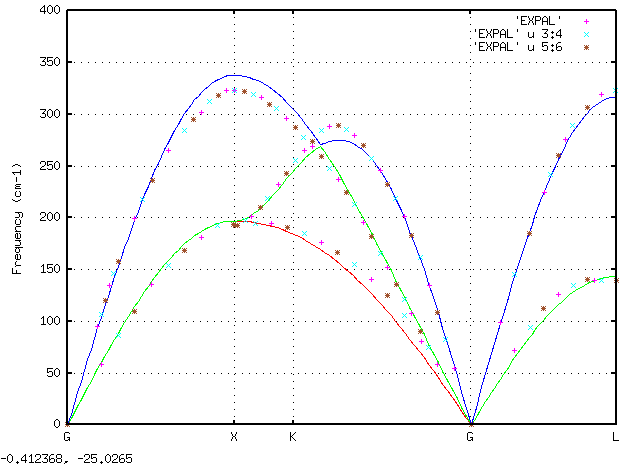 400
350
300
250
200
150
100
50
0
Frequency (cm-1)
'EXPAL'
'EXPAL' u 3:4
'EXPAL' u 5:6
G X K G L
-0.412368, -25.0265